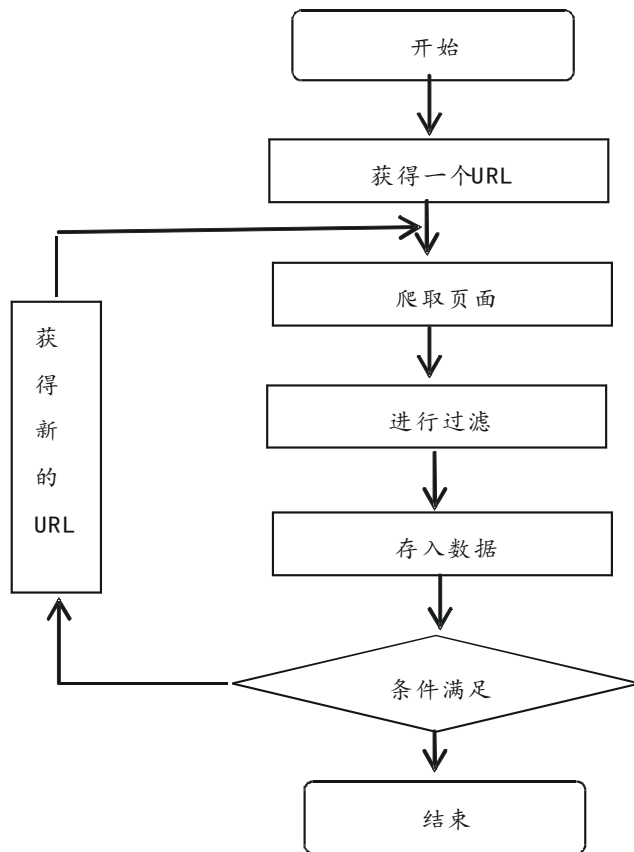 开始
获得一个URL
爬取页面
获
得
新
的
URL
进行过滤
存入数据
条件满足
结束